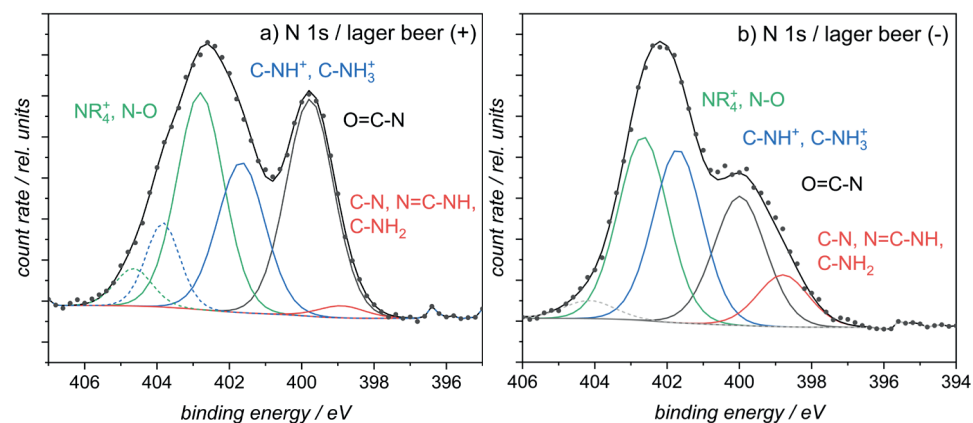 a) N 1s / lager beer (+)
C-NH⁺, C-NH₃⁺
NR₄⁺, N-O
O=C-N
C-N, N=C-NH,
C-NH₂
count rate / rel. units
406 404 402 400 398
binding energy / eV
b) N 1s / lager beer (-)
NR₄⁺, N-O
C-NH⁺, C-NH₃⁺
O=C-N
C-N, N=C-NH,
C-NH₂
count rate / rel. units
406 404 402 400 398 396 394
binding energy / eV